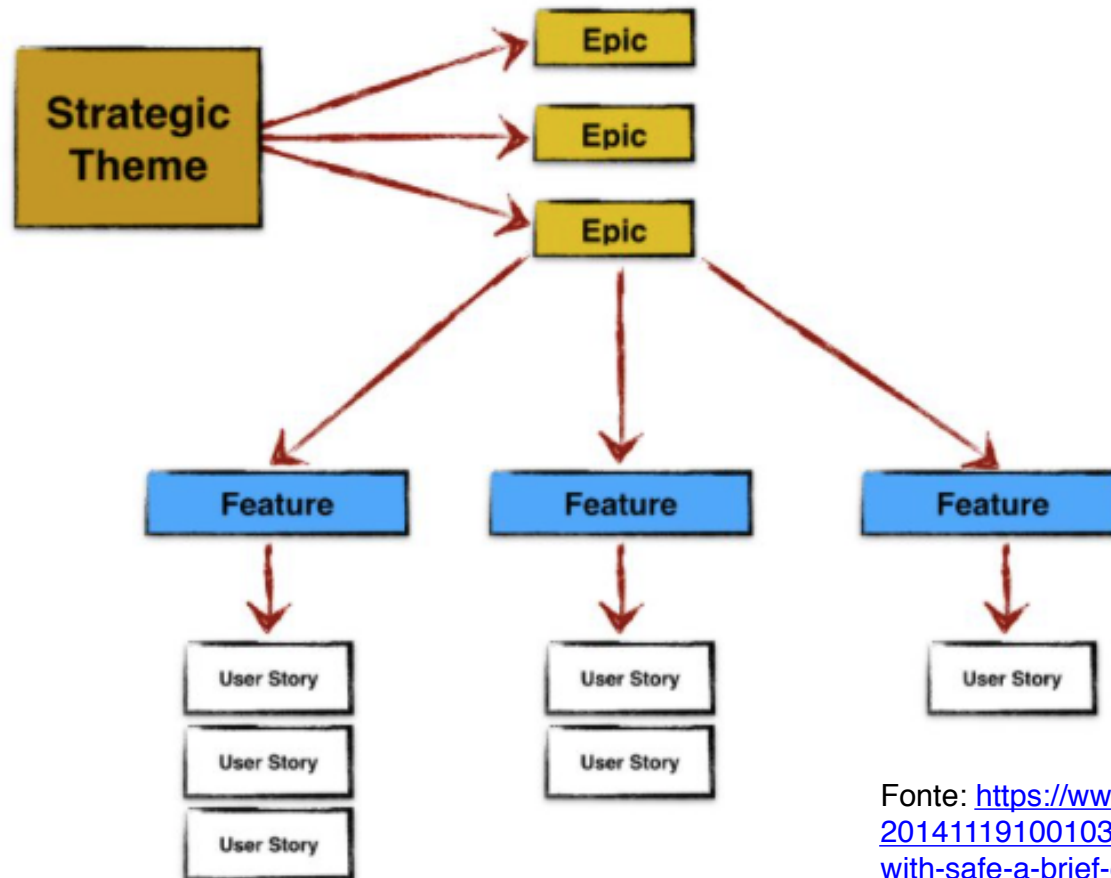 Epic
Strategic
Theme
Epic
Epic
Feature
Feature
Feature
User Story
User Story
User Story
User Story
User Story
User Story
Fonte: https://ww
20141119100103
with-safe-a-brief-